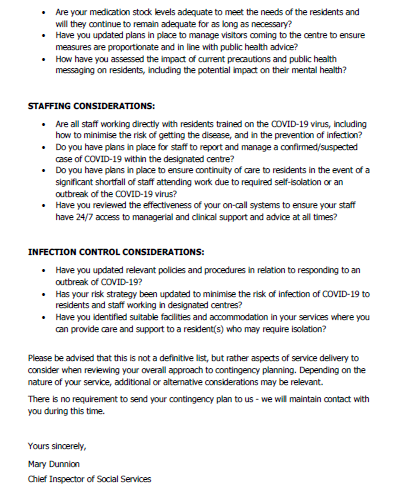 • Are your medication stock levels adequate to meet the needs of the residents and
will they continue to remain adequate for as long as necessary?
• Have you updated plans in place to manage visitors coming to the centre to ensure
measures are proportionate and in line with public health advice?
• How have you assessed the impact of current precautions and public health
messaging on residents, including the potential impact on their mental health?
STAFFING CONSIDERATIONS:
• Are all staff working directly with residents trained on the COVID-19 virus, including
how to minimise the risk of getting the disease, and in the prevention of infection?
• Do you have plans in place for staff to report and manage a confirmed/suspected
case of COVID-19 within the designated centre?
• Do you have plans in place to ensure continuity of care to residents in the event of a
significant shortfall of staff attending work due to required self-isolation or an
outbreak of the COVID-19 virus?
• Have you reviewed the effectiveness of your on-call systems to ensure your staff
have 24/7 access to managerial and clinical support and advice at all times?
INFECTION CONTROL CONSIDERATIONS:
• Have you updated relevant policies and procedures in relation to responding to an
outbreak of COVID-19?
• Has your risk strategy been updated to minimise the risk of infection of COVID-19 to
residents and staff working in designated centres?
• Have you identified suitable facilities and accommodation in your services where you
can provide care and support to a resident(s) who may require isolation?
Please be advised that this is not a definitive list, but rather aspects of service delivery to
consider when reviewing your overall approach to contingency planning. Depending on the
nature of your service, additional or alternative considerations may be relevant.
There is no requirement to send your contingency plan to us - we will maintain contact with
you during this time.
Yours sincerely,
Mary Dunnion
Chief Inspector of Social Services